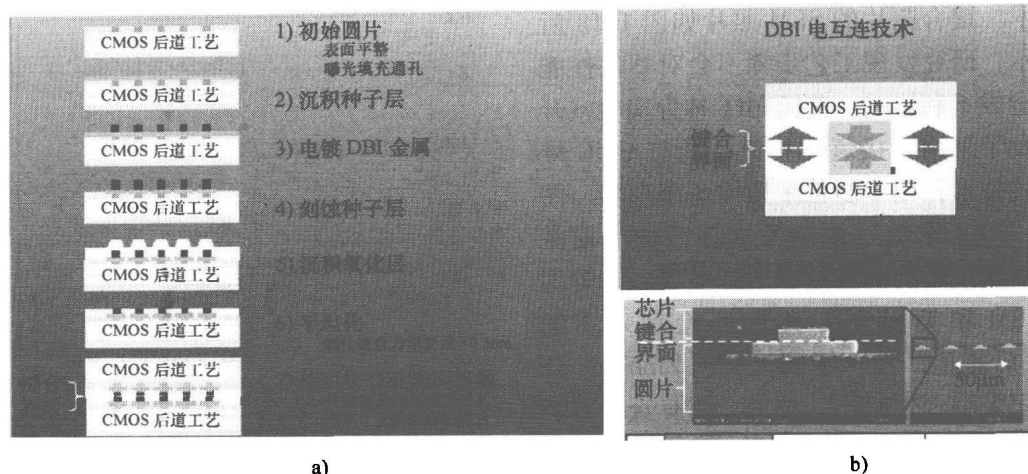 CMOS 后道工艺
1) 初始圆片
表面平整
曝光填充通孔
CMOS 后道工艺
2) 沉积种子层
CMOS 后道工艺
3) 电镀 DBI 金属
CMOS 后道工艺
4) 刻蚀种子层
CMOS 后道工艺
5) 沉积氧化层
CMOS 后道工艺
6) 平坦化
CMOS 后道工艺
CMOS 后道工艺
a)
DBI 电互连技术
CMOS 后道工艺
键合
界面
CMOS 后道工艺
芯片
键合
界面
圆片
50μm
b)